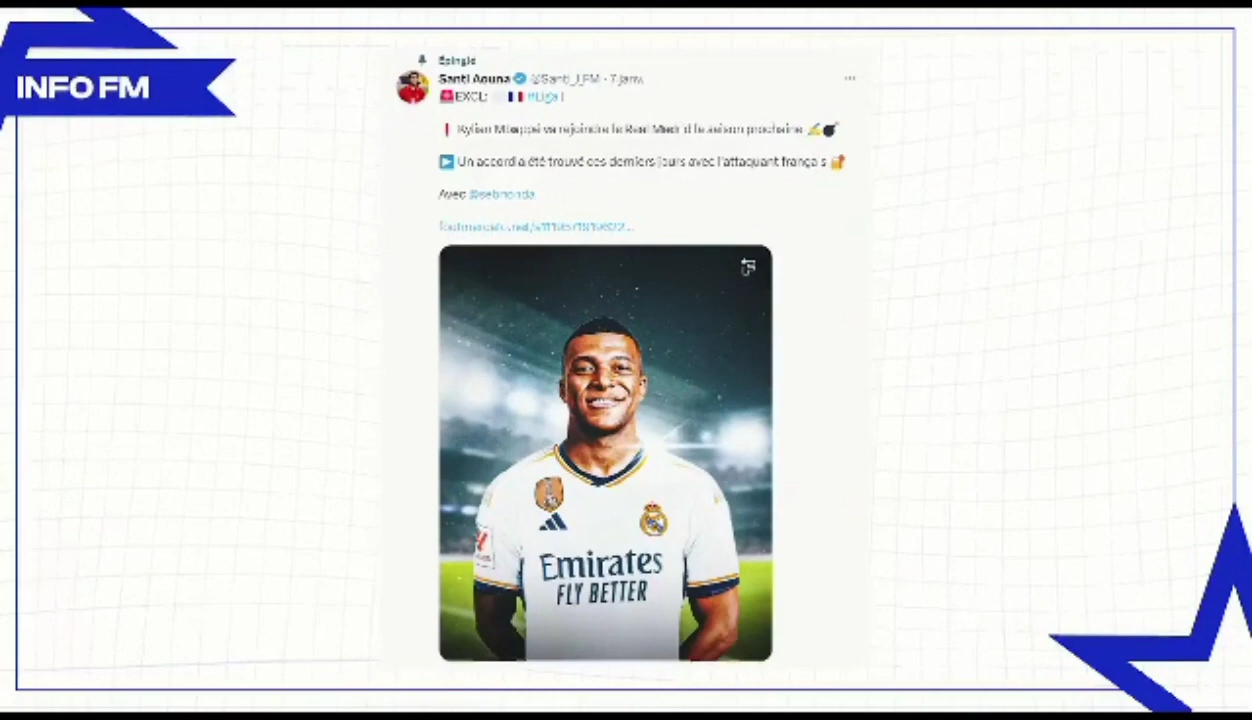 INFO FM
Épinglé
Santi Aouna @Santi_J_FM · 7 janv.
EXCL: #Liga |
Kylian Mbappé va rejoindre le Real Madrid la saison prochaine
Un accord a été trouvé ces derniers jours avec l'attaquant français
Avec @sebnonda
Emirates
FLY BETTER